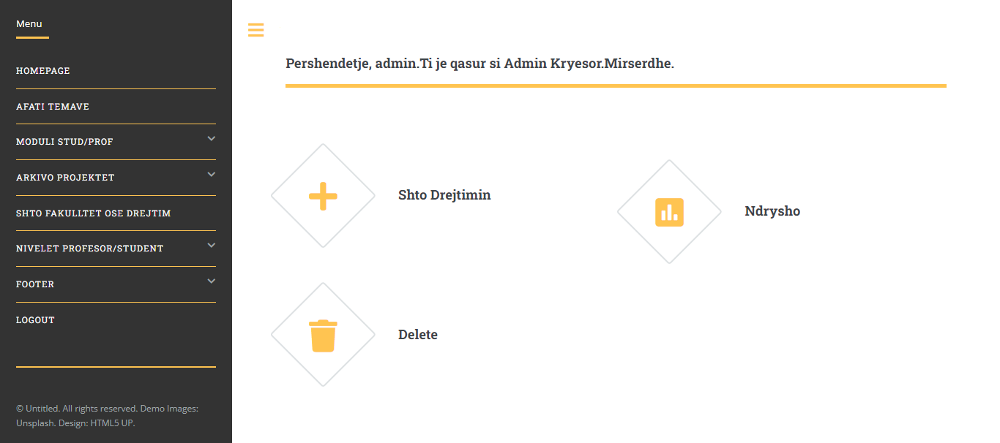 Menu
HOMEPAGE
AFATI TEMAVE
MODULI STUD/PROF
ARKIVO PROJEKTET
SHTO FAKULLTET OSE DREJTIM
NIVELET PROFESOR/STUDENT
FOOTER
LOGOUT
© Untitled. All rights reserved. Demo Images:
Unsplash. Design: HTML5 UP.
Pershendetje, admin.Ti je qasur si Admin Kryesor.Mirserdhe.
Shto Drejtimin
Ndrysho
Delete